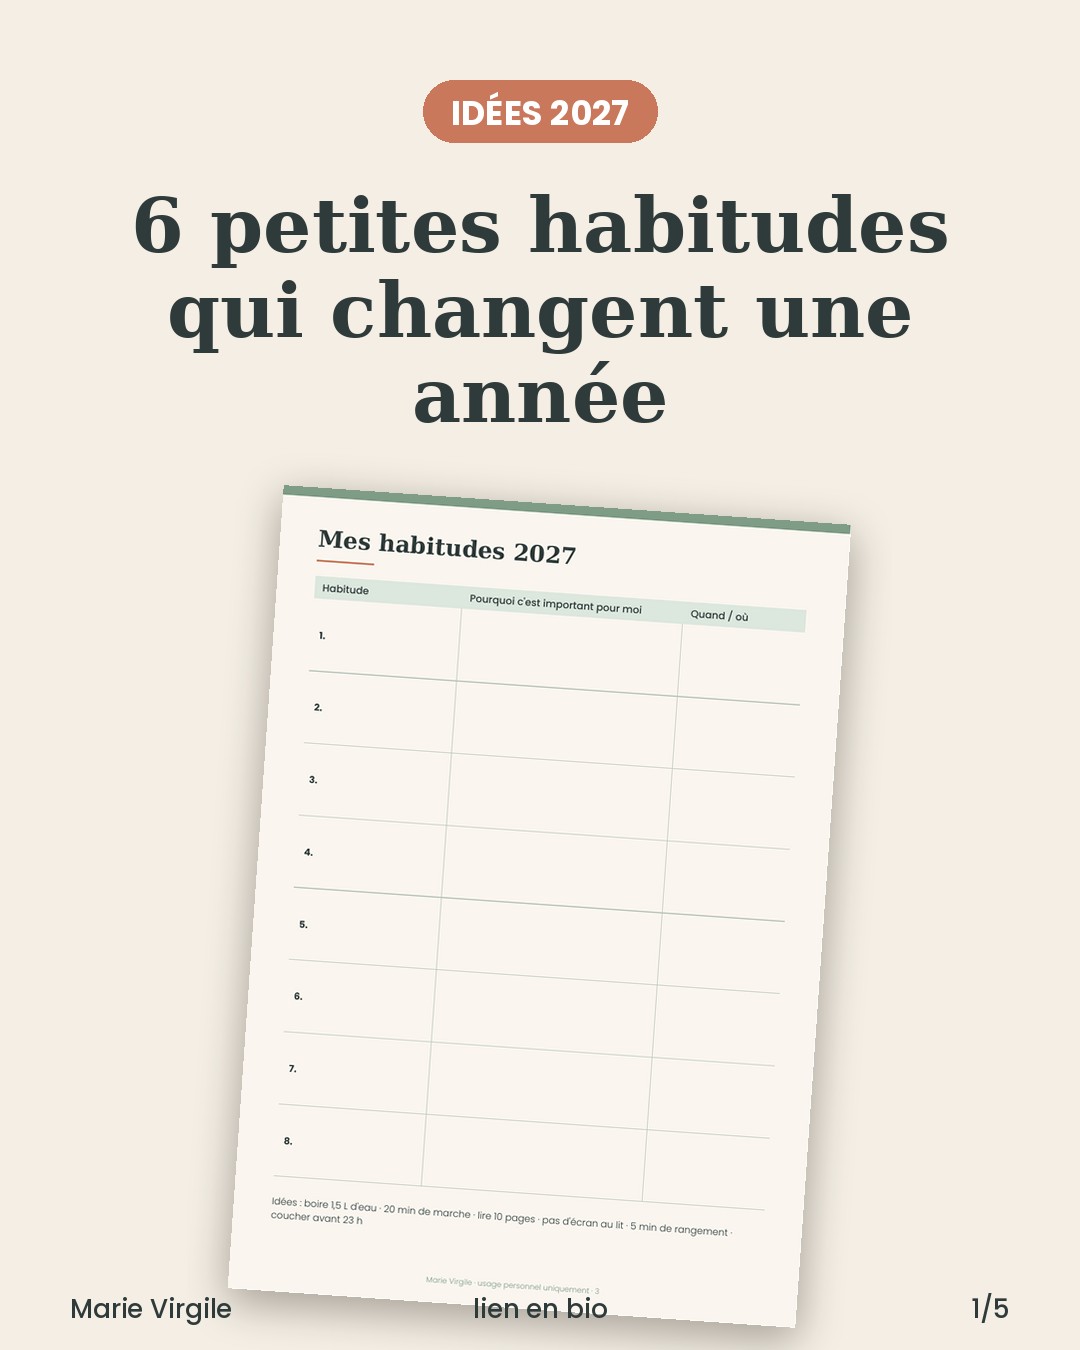 IDÉES 2027
6 petites habitudes
qui changent une
année
Mes habitudes 2027
Habitude Pourquoi c'est important pour moi Quand / où
1.
2.
3.
4.
5.
6.
7.
8.
Idées : boire 1,5 L d'eau · 20 min de marche · lire 10 pages · pas d'écran au lit · 5 min de rangement ·
coucher avant 23 h
Marie Virgile · usage personnel uniquement · 3
Marie Virgile lien en bio 1/5